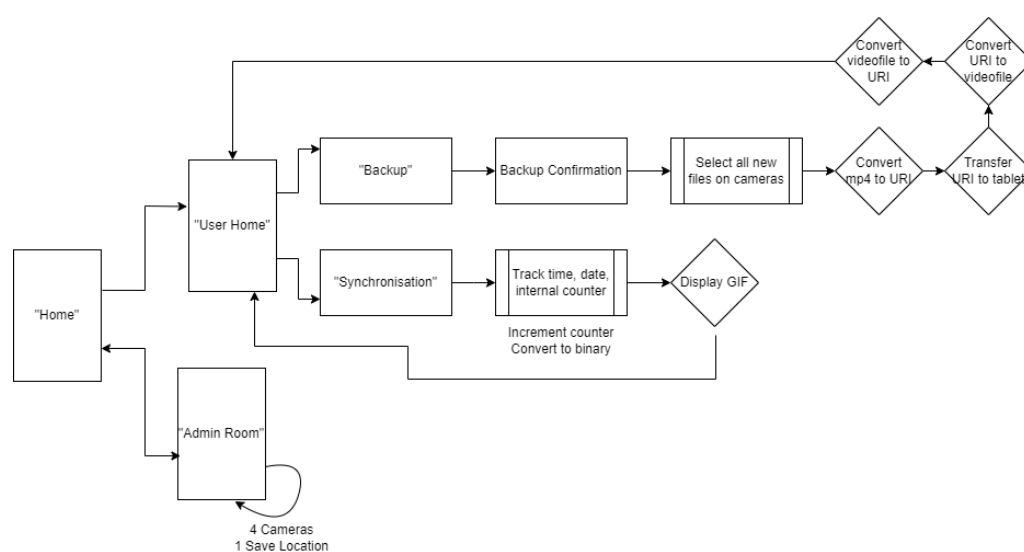 Convert
videofile to
URI
Convert
URI to
videofile
"Backup"
Backup Confirmation
Select all new
files on cameras
Convert
mp4 to URI
Transfer
URI to tablet
"User Home"
"Synchronisation"
Track time, date,
internal counter
Display GIF
Increment counter
Convert to binary
"Home"
"Admin Room"
4 Cameras
1 Save Location